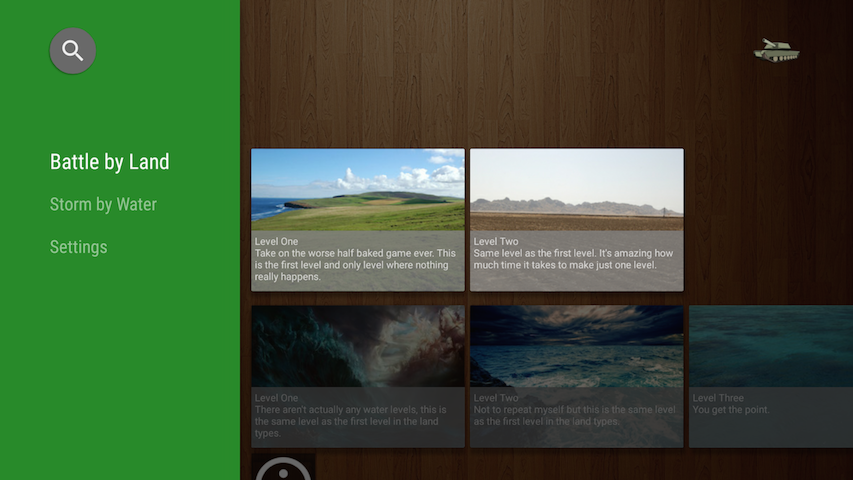 Battle by Land
Storm by Water
Settings
Level One
Take on the worse half baked game ever. This
is the first level and only level where nothing
really happens.
Level Two
Same level as the first level. It's amazing how
much time it takes to make just one level.
Level One
There aren't actually any water levels, this is
the same level as the first level in the land
types.
Level Two
Not to repeat myself but this is the same level
as the first level in the land types.
Level Three
You get the point.